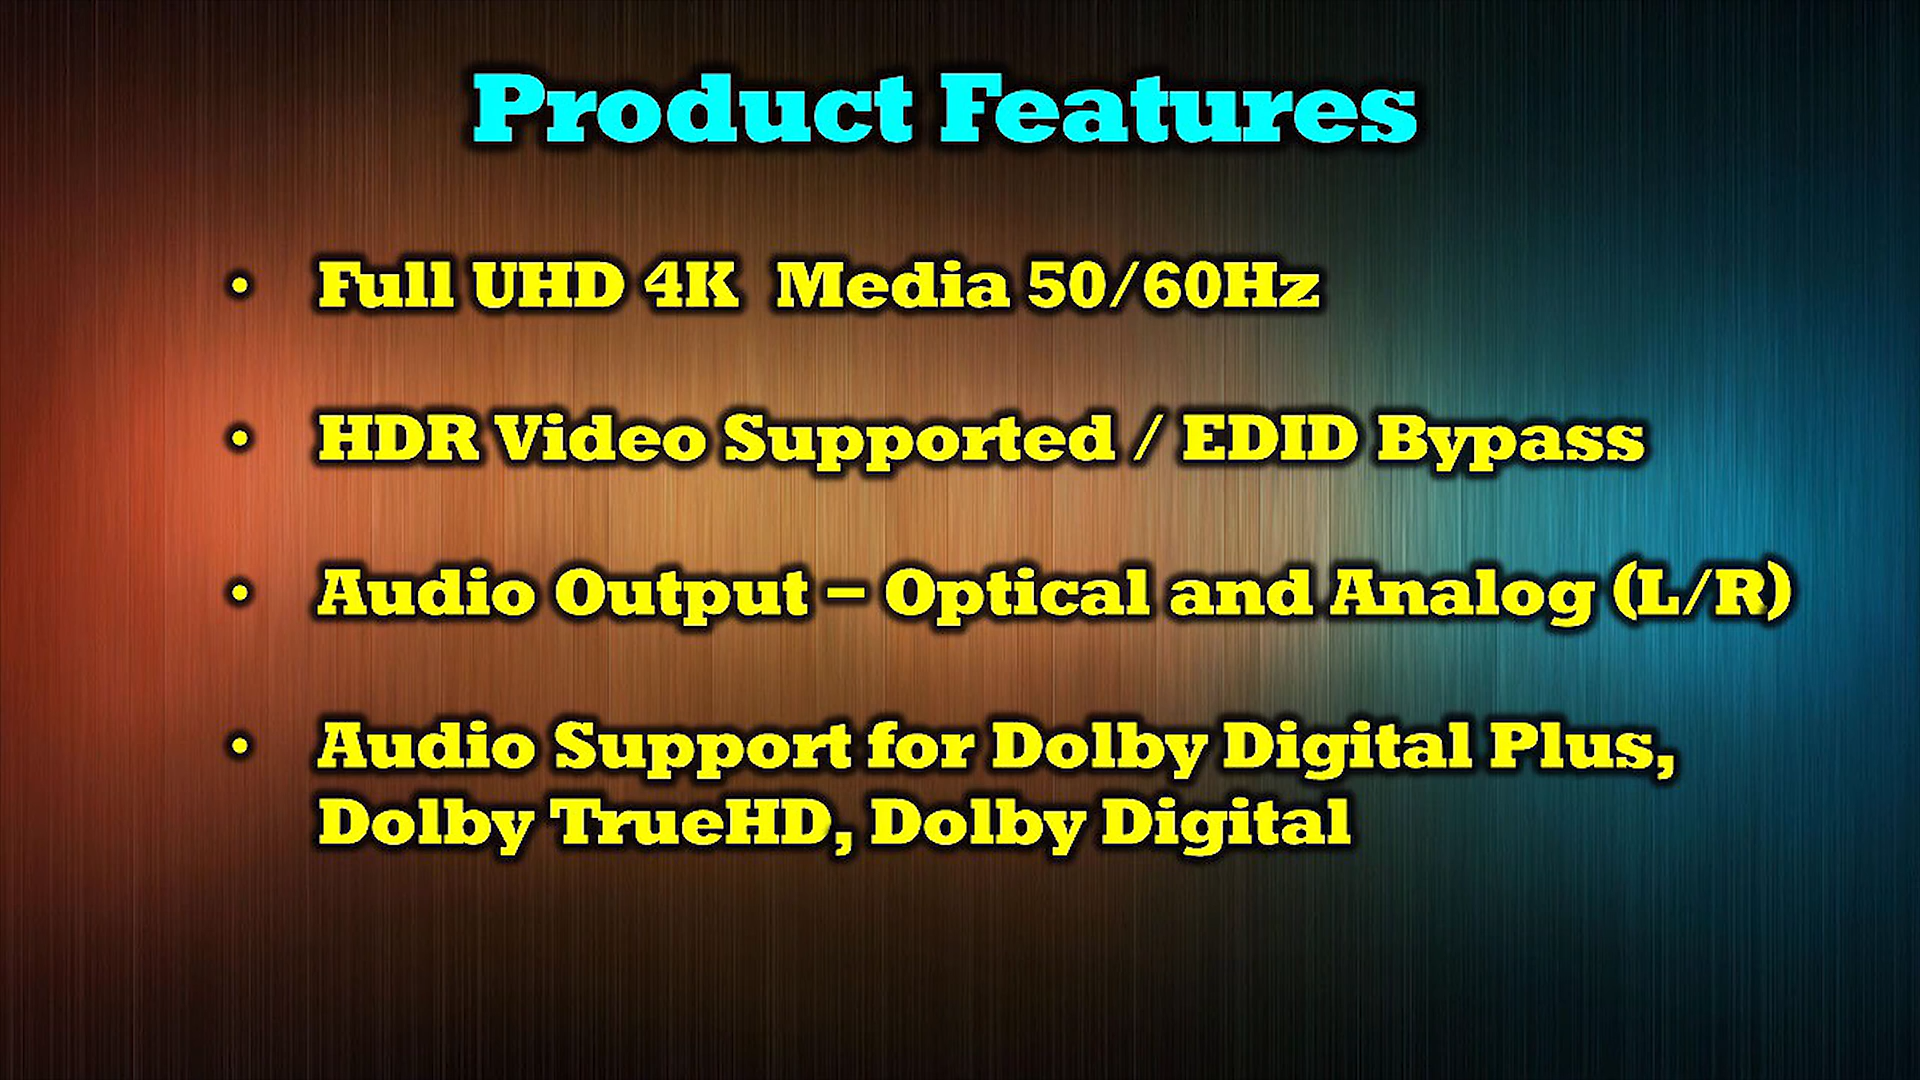 Product Features
• Full UHD 4K  Media 50/60Hz
• HDR Video Supported / EDID Bypass
• Audio Output – Optical and Analog (L/R)
• Audio Support for Dolby Digital Plus,
Dolby TrueHD, Dolby Digital